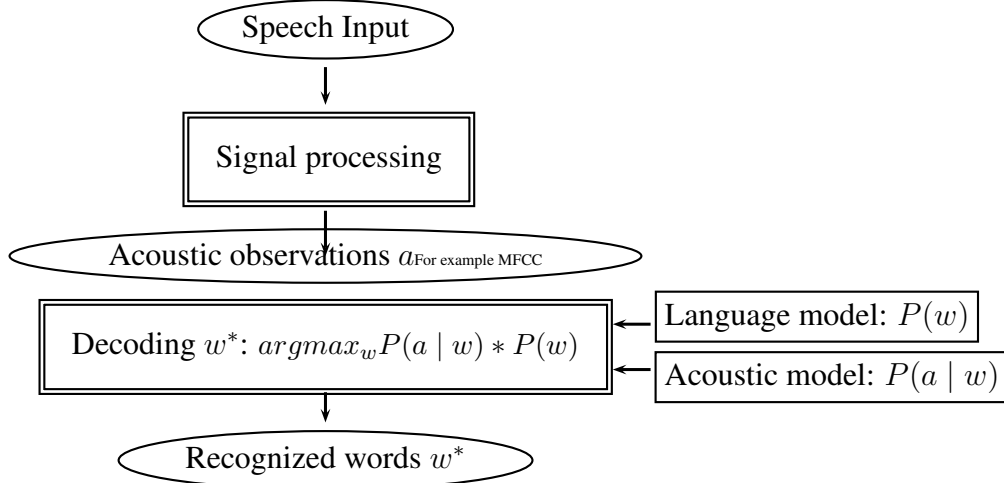 Speech Input
Signal processing
Acoustic observations a For example MFCC
Language model: P(w)
Decoding w*: argmax_w P(a | w) * P(w)
Acoustic model: P(a | w)
Recognized words w*